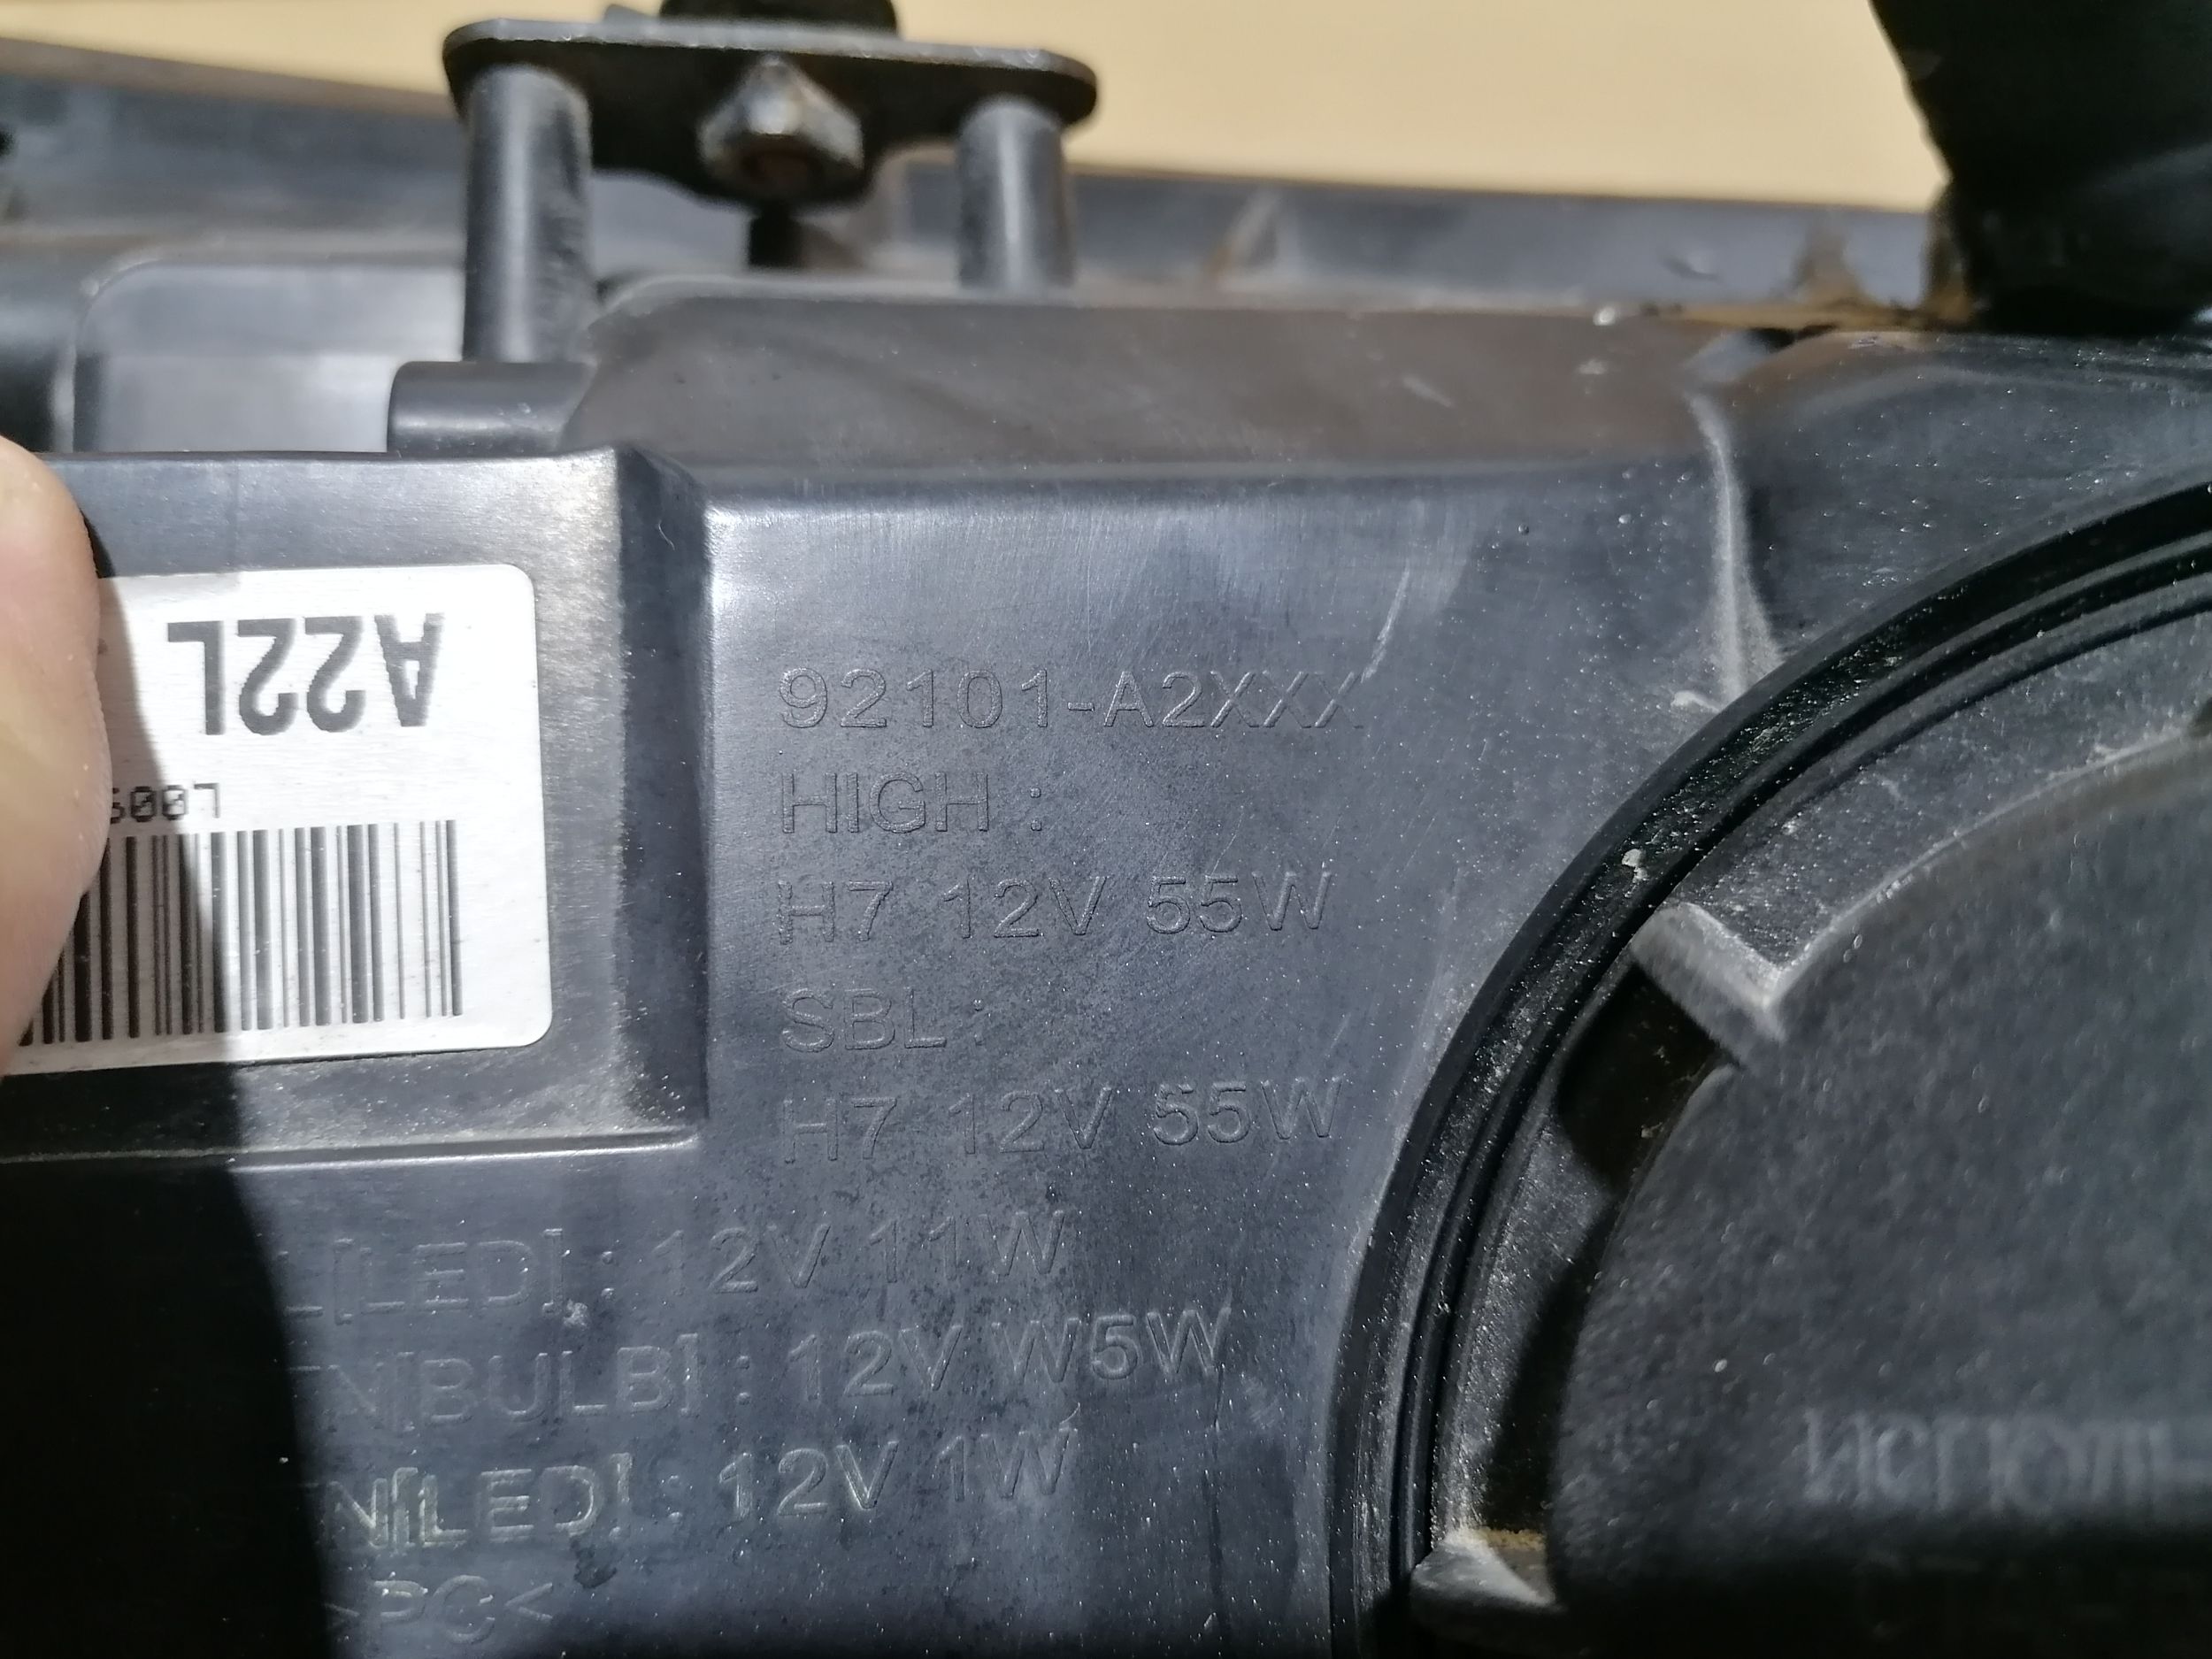 A22L
L009
92101-A2XXX
HIGH :
H7 12V 55W
SBL :
H7 12V 55W
L[LED] : 12V 11W
N[BULB] : 12V W5W
N[LED] : 12V 1W
>PC<